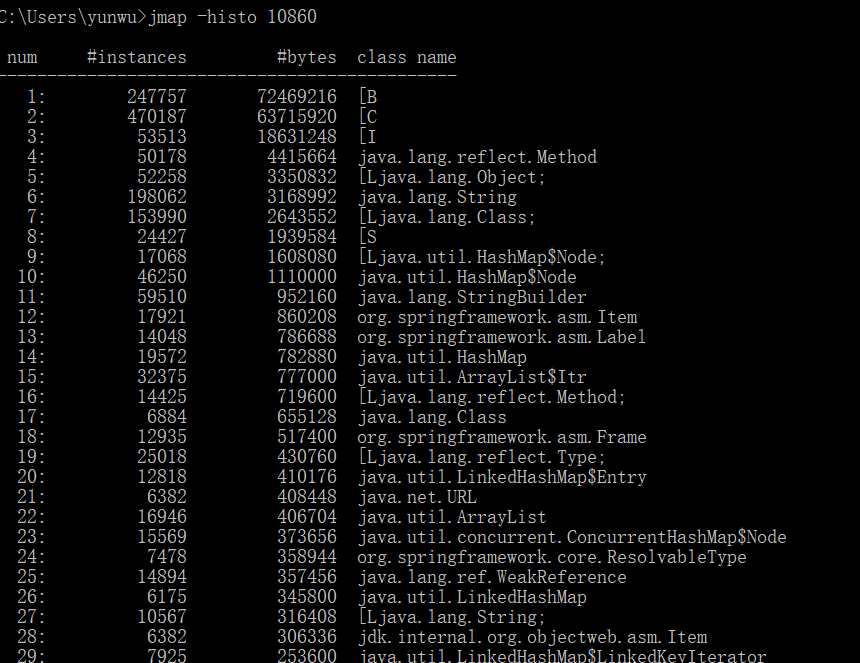 C:\Users\yunwu>jmap -histo 10860
num #instances #bytes class name
----------------------------------------------
1: 247757 72469216 [B
2: 470187 63715920 [C
3: 53513 18631248 [I
4: 50178 4415664 java.lang.reflect.Method
5: 52258 3350832 [Ljava.lang.Object;
6: 198062 3168992 java.lang.String
7: 153990 2643552 [Ljava.lang.Class;
8: 24427 1939584 [S
9: 17068 1608080 [Ljava.util.HashMap$Node;
10: 46250 1110000 java.util.HashMap$Node
11: 59510 952160 java.lang.StringBuilder
12: 17921 860208 org.springframework.asm.Item
13: 14048 786688 org.springframework.asm.Label
14: 19572 782880 java.util.HashMap
15: 32375 777000 java.util.ArrayList$Itr
16: 14425 719600 [Ljava.lang.reflect.Method;
17: 6884 655128 java.lang.Class
18: 12935 517400 org.springframework.asm.Frame
19: 25018 430760 [Ljava.lang.reflect.Type;
20: 12818 410176 java.util.LinkedHashMap$Entry
21: 6382 408448 java.net.URL
22: 16946 406704 java.util.ArrayList
23: 15569 373656 java.util.concurrent.ConcurrentHashMap$Node
24: 7478 358944 org.springframework.core.ResolvableType
25: 14894 357456 java.lang.ref.WeakReference
26: 6175 345800 java.util.LinkedHashMap
27: 10567 316408 [Ljava.lang.String;
28: 6382 306336 jdk.internal.org.objectweb.asm.Item
29: 7925 253600 java.util.LinkedHashMap$LinkedKeyIterator